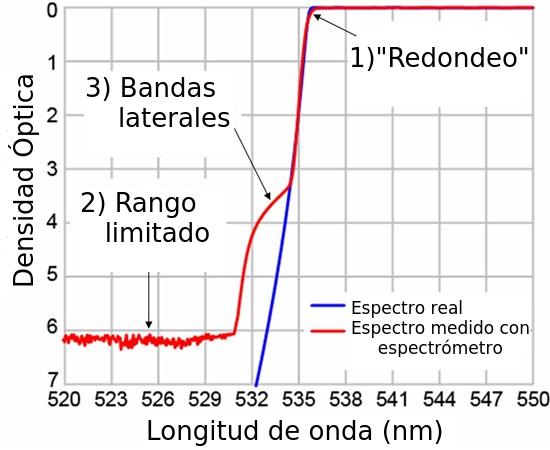 0
1
2
3
4
5
6
7
Densidad Óptica
1)"Redondeo"
3) Bandas
laterales
2) Rango
limitado
Espectro real
Espectro medido con
espectrómetro
520 523 526 529 532 535 538 541 544 547 550
Longitud de onda (nm)